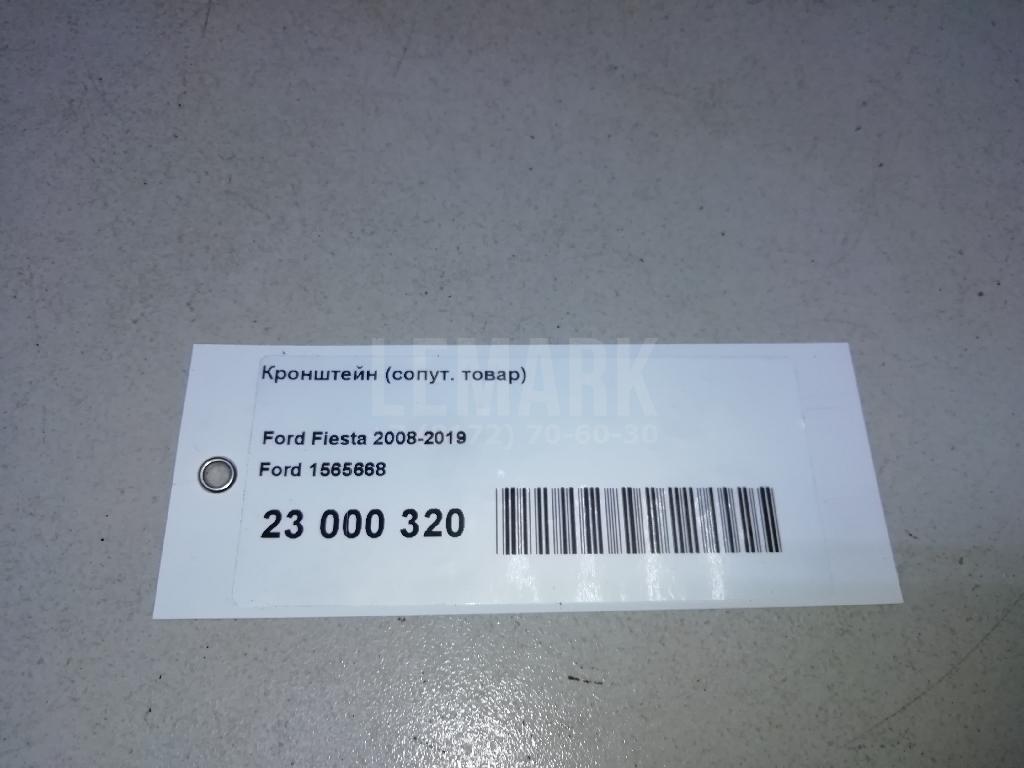 LEMARK
Кронштейн (сопут. товар)
72) 70-60-30
Ford Fiesta 2008-2019
Ford 1565668
23 000 320